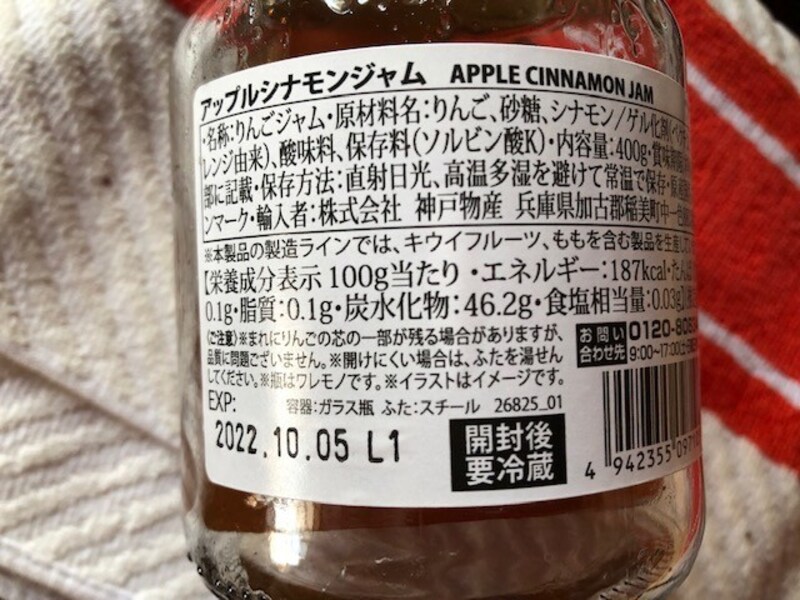 アップルシナモンジャム APPLE CINNAMON JAM
・名称:りんごジャム・原材料名:りんご、砂糖、シナモン/ゲル化剤(ペクチ
レンジ由来)、酸味料、保存料(ソルビン酸K)・内容量:400g・賞味期限
部に記載・保存方法:直射日光、高温多湿を避けて常温で保存・原産国
ンマーク・輸入者:株式会社 神戸物産 兵庫県加古郡稲美町中一色
※本製品の製造ラインでは、キウイフルーツ、ももを含む製品を生産して
【栄養成分表示 100g当たり ・エネルギー:187kcal・たんぱ
0.1g・脂質:0.1g・炭水化物:46.2g・食塩相当量:0.03g】
〈ご注意〉※まれにりんごの芯の一部が残る場合がありますが、
品質に問題ございません。※開けにくい場合は、ふたを湯せん
してください。※瓶はワレモノです。※イラストはイメージです。
お問い合わせ先 0120-808
9:00〜17:00(土
EXP: 容器:ガラス瓶 ふた:スチール 26825_01
2022.10.05 L1
開封後
要冷蔵
4 942355 097